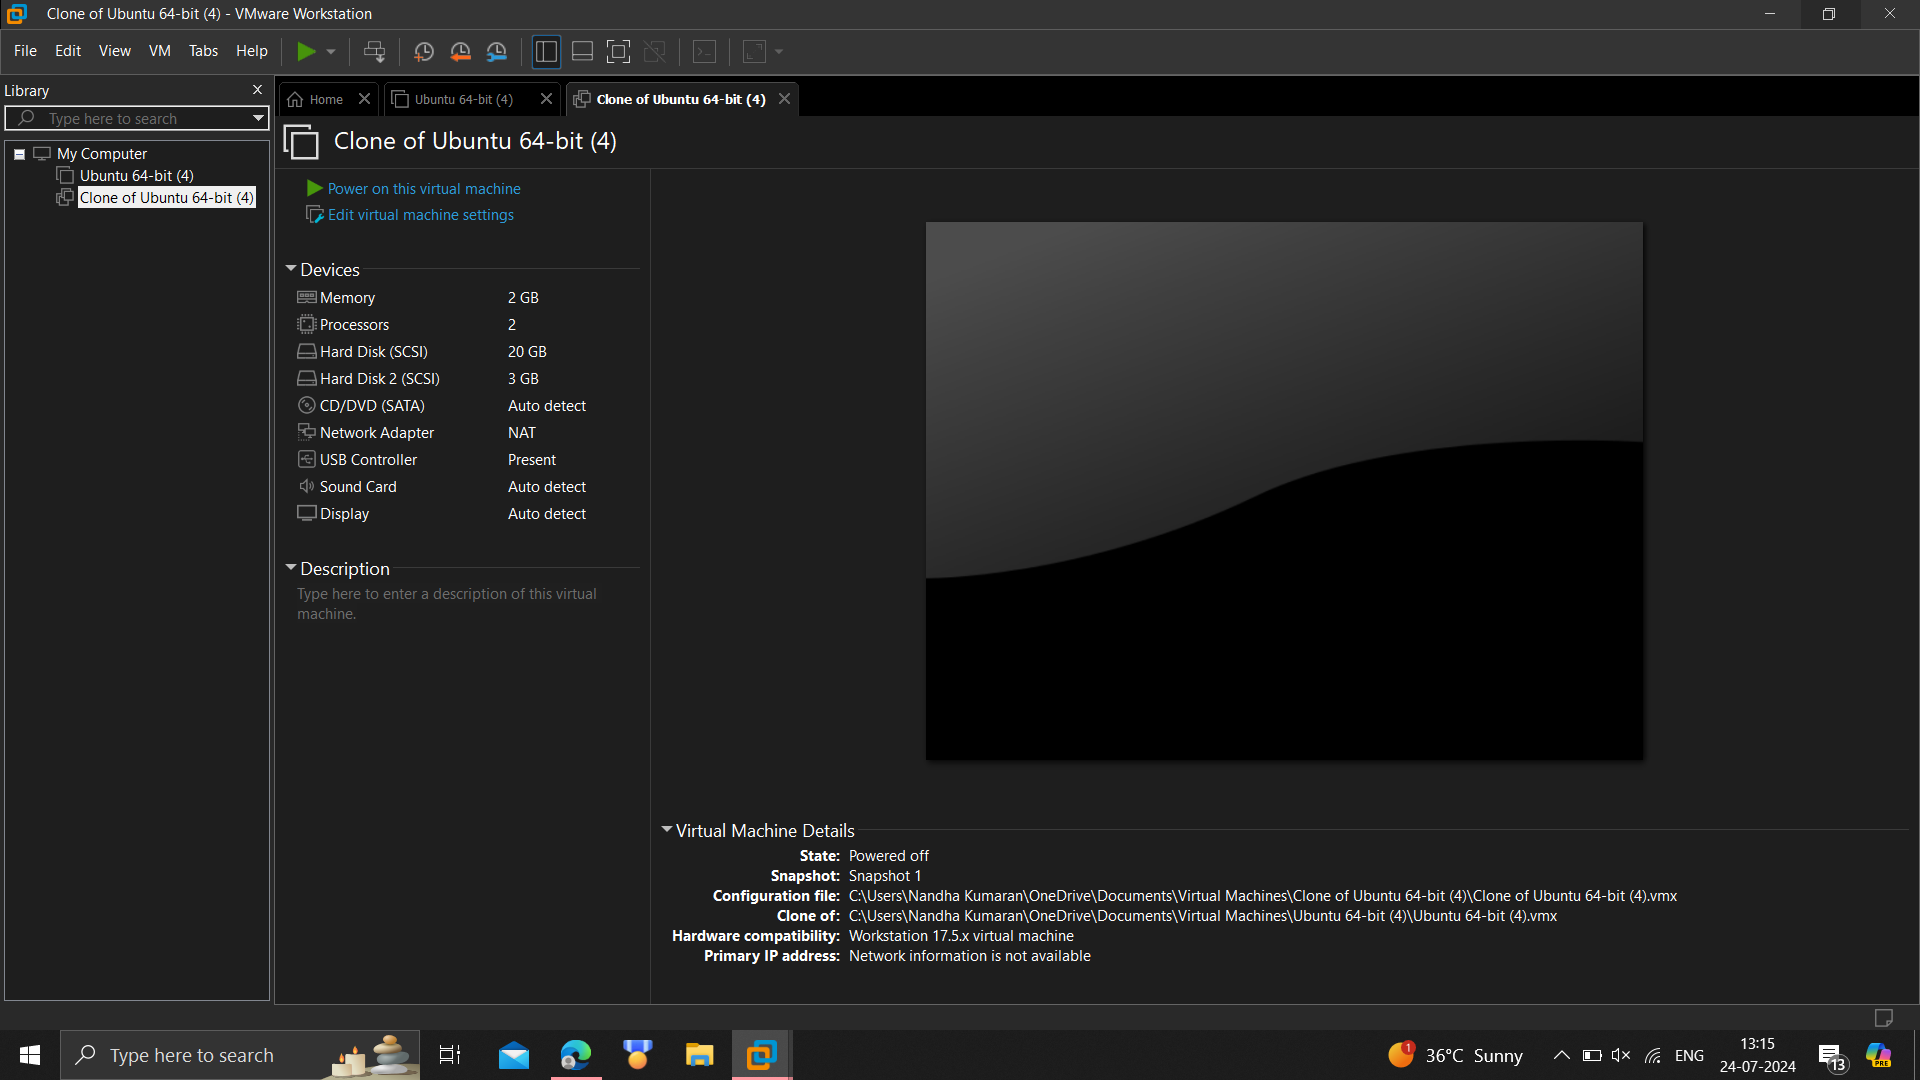 Clone of Ubuntu 64-bit (4) - VMware Workstation
File Edit View VM Tabs Help
Library
Type here to search
My Computer
Ubuntu 64-bit (4)
Clone of Ubuntu 64-bit (4)
Home Ubuntu 64-bit (4) Clone of Ubuntu 64-bit (4)
Clone of Ubuntu 64-bit (4)
Power on this virtual machine
Edit virtual machine settings
Devices
Memory 2 GB
Processors 2
Hard Disk (SCSI) 20 GB
Hard Disk 2 (SCSI) 3 GB
CD/DVD (SATA) Auto detect
Network Adapter NAT
USB Controller Present
Sound Card Auto detect
Display Auto detect
Description
Type here to enter a description of this virtual
machine.
Virtual Machine Details
State: Powered off
Snapshot: Snapshot 1
Configuration file: C:\Users\Nandha Kumaran\OneDrive\Documents\Virtual Machines\Clone of Ubuntu 64-bit (4)\Clone of Ubuntu 64-bit (4).vmx
Clone of: C:\Users\Nandha Kumaran\OneDrive\Documents\Virtual Machines\Ubuntu 64-bit (4)\Ubuntu 64-bit (4).vmx
Hardware compatibility: Workstation 17.5.x virtual machine
Primary IP address: Network information is not available
Type here to search
1
36°C Sunny
ENG
13:15
24-07-2024
13
PRE